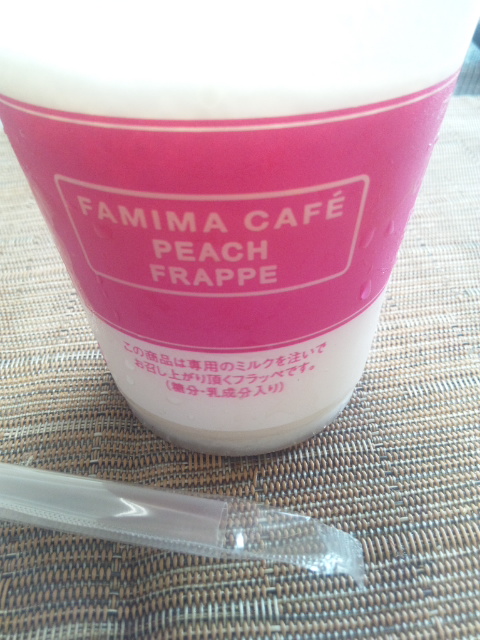 FAMIMA CAFÉ
PEACH
FRAPPE
この商品は専用のミルクを注いで
お召し上がり頂くフラッペです。
(糖分・乳成分入り)